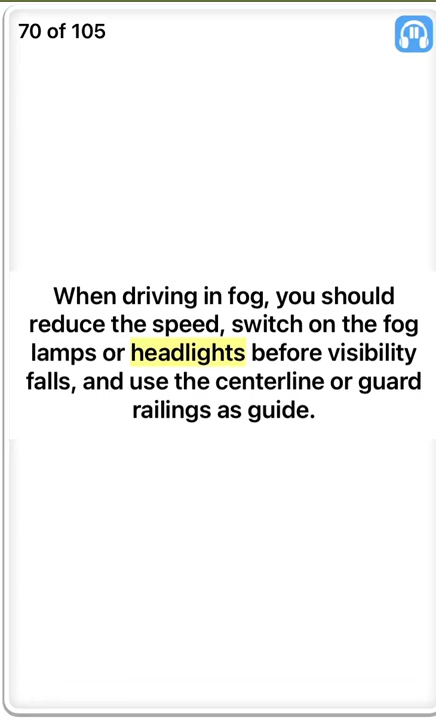 70 of 105
When driving in fog, you should
reduce the speed, switch on the fog
lamps or headlights before visibility
falls, and use the centerline or guard
railings as guide.